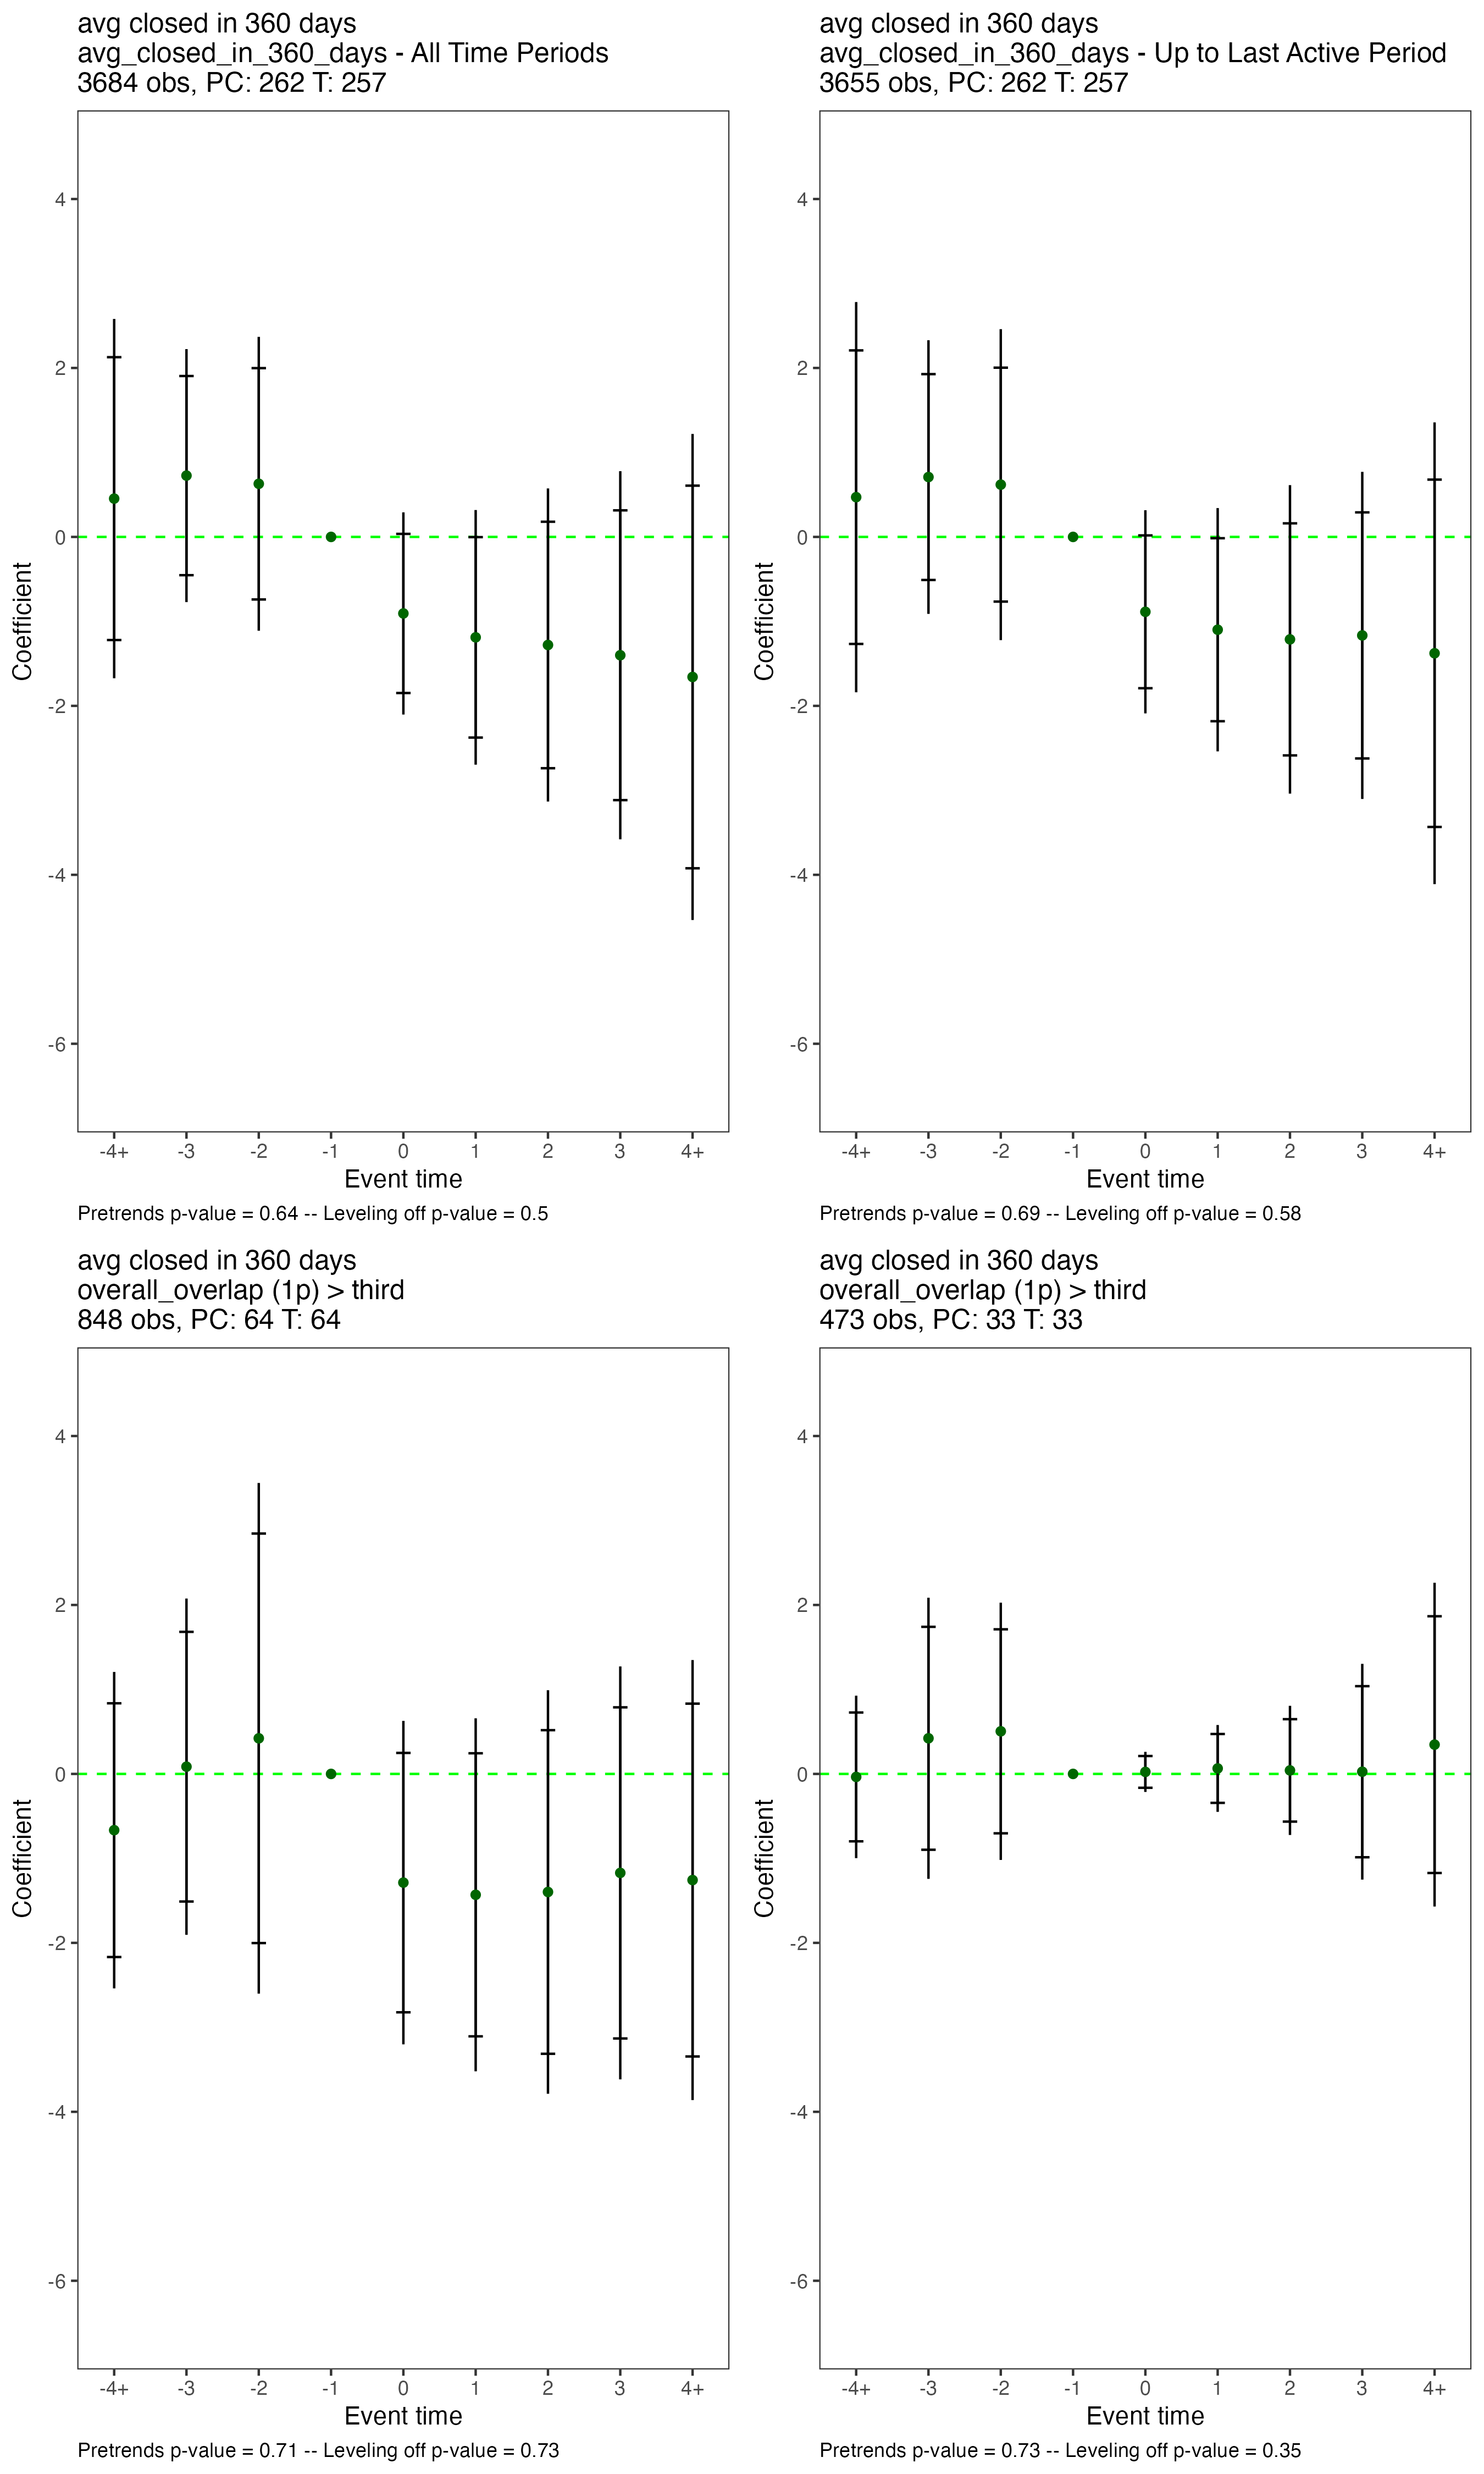 avg closed in 360 days
avg_closed_in_360_days - All Time Periods
3684 obs, PC: 262 T: 257
4
2
0
-2
-4
-6
Coefficient
-4+ -3 -2 -1 0 1 2 3 4+
Event time
Pretrends p-value = 0.64 -- Leveling off p-value = 0.5
avg closed in 360 days
avg_closed_in_360_days - Up to Last Active Period
3655 obs, PC: 262 T: 257
4
2
0
-2
-4
-6
Coefficient
-4+ -3 -2 -1 0 1 2 3 4+
Event time
Pretrends p-value = 0.69 -- Leveling off p-value = 0.58
avg closed in 360 days
overall_overlap (1p) > third
848 obs, PC: 64 T: 64
4
2
0
-2
-4
-6
Coefficient
-4+ -3 -2 -1 0 1 2 3 4+
Event time
Pretrends p-value = 0.71 -- Leveling off p-value = 0.73
avg closed in 360 days
overall_overlap (1p) > third
473 obs, PC: 33 T: 33
4
2
0
-2
-4
-6
Coefficient
-4+ -3 -2 -1 0 1 2 3 4+
Event time
Pretrends p-value = 0.73 -- Leveling off p-value = 0.35